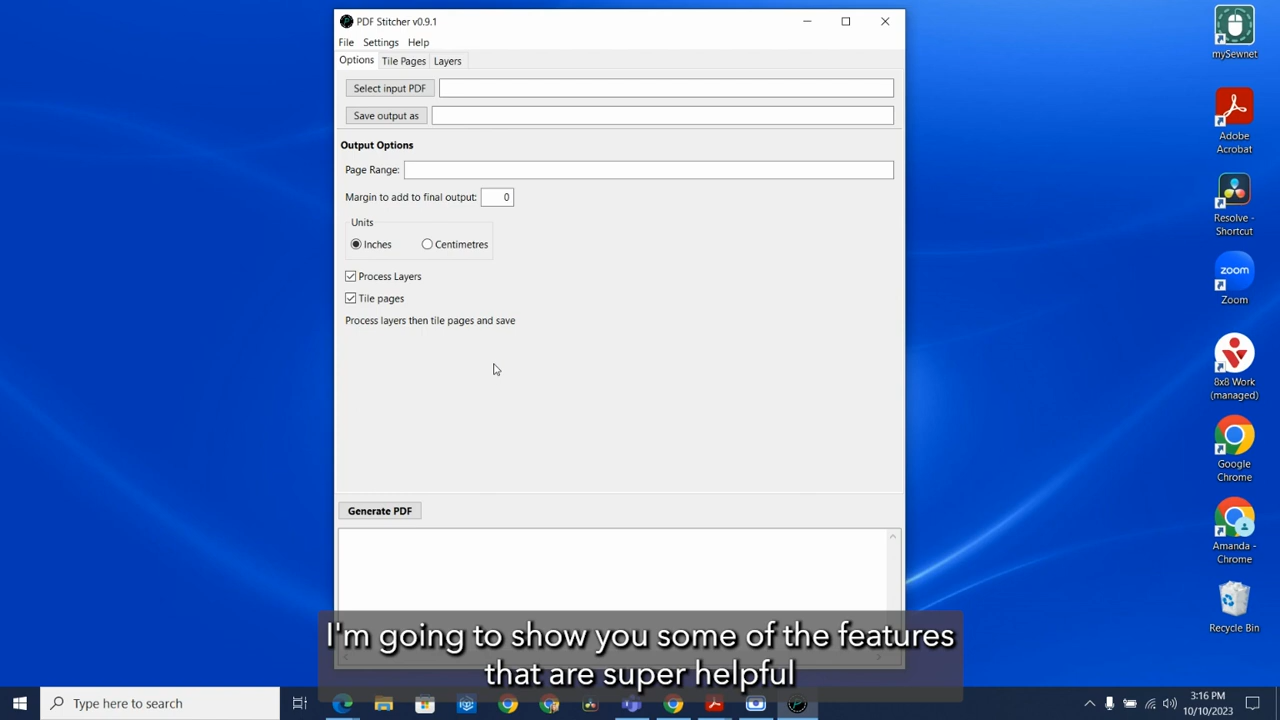 PDF Stitcher v0.9.1
File Settings Help
Options Tile Pages Layers
Select input PDF
Save output as
Output Options
Page Range:
Margin to add to final output: 0
Units
Inches Centimetres
Process Layers
Tile pages
Process layers then tile pages and save
Generate PDF
I'm going to show you some of the features
that are super helpful
mySewnet
Adobe
Acrobat
Resolve -
Shortcut
zoom
Zoom
8x8 Work
(managed)
Google
Chrome
Amanda -
Chrome
Recycle Bin
Type here to search
3:16 PM
10/10/2023